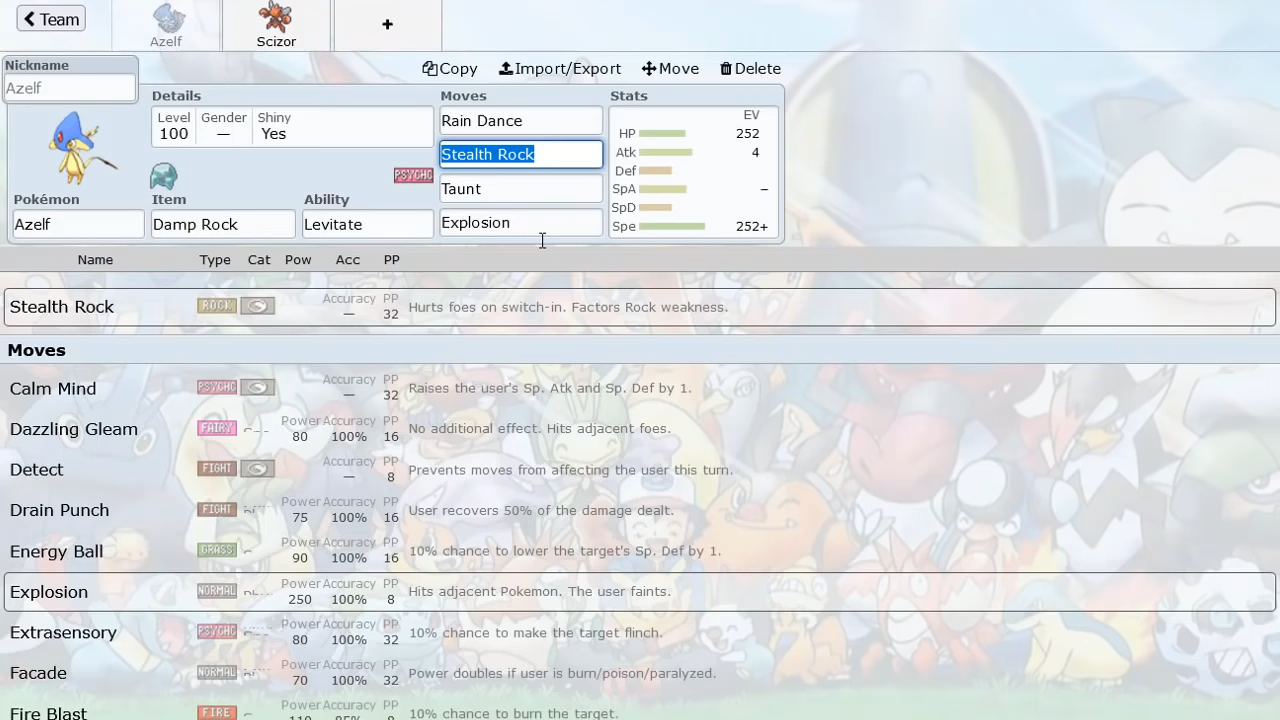 Team
Azelf
Scizor
+
Nickname
Azelf
Copy
Import/Export
Move
Delete
Details
Moves
Stats
Level
100
Gender
—
Shiny
Yes
Rain Dance
Stealth Rock
Taunt
Explosion
EV
HP 252
Atk 4
Def
SpA –
SpD
Spe 252+
PSYCHC
Pokémon
Item
Ability
Azelf
Damp Rock
Levitate
Name Type Cat Pow Acc PP
Stealth Rock ROCK Accuracy — PP 32 Hurts foes on switch-in. Factors Rock weakness.
Moves
Calm Mind PSYCHC Accuracy — PP 32 Raises the user's Sp. Atk and Sp. Def by 1.
Dazzling Gleam FAIRY Power 80 Accuracy 100% PP 16 No additional effect. Hits adjacent foes.
Detect FIGHT Accuracy — PP 8 Prevents moves from affecting the user this turn.
Drain Punch FIGHT Power 75 Accuracy 100% PP 16 User recovers 50% of the damage dealt.
Energy Ball GRASS Power 90 Accuracy 100% PP 16 10% chance to lower the target's Sp. Def by 1.
Explosion NORMAL Power 250 Accuracy 100% PP 8 Hits adjacent Pokemon. The user faints.
Extrasensory PSYCHC Power 80 Accuracy 100% PP 32 10% chance to make the target flinch.
Facade NORMAL Power 70 Accuracy 100% PP 32 Power doubles if user is burn/poison/paralyzed.
Fire Blast FIRE Power Accuracy PP 10% chance to burn the target.